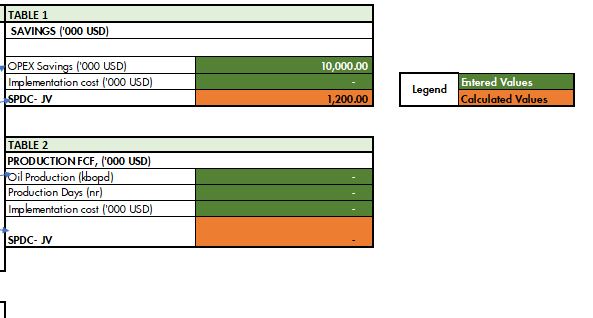 TABLE 1
SAVINGS ('000 USD)
OPEX Savings ('000 USD) 10,000.00
Implementation cost ('000 USD) -
SPDC- JV 1,200.00
Legend
Entered Values
Calculated Values
TABLE 2
PRODUCTION FCF, ('000 USD)
Oil Production (kbopd) -
Production Days (nr) -
Implementation cost ('000 USD) -
SPDC- JV -